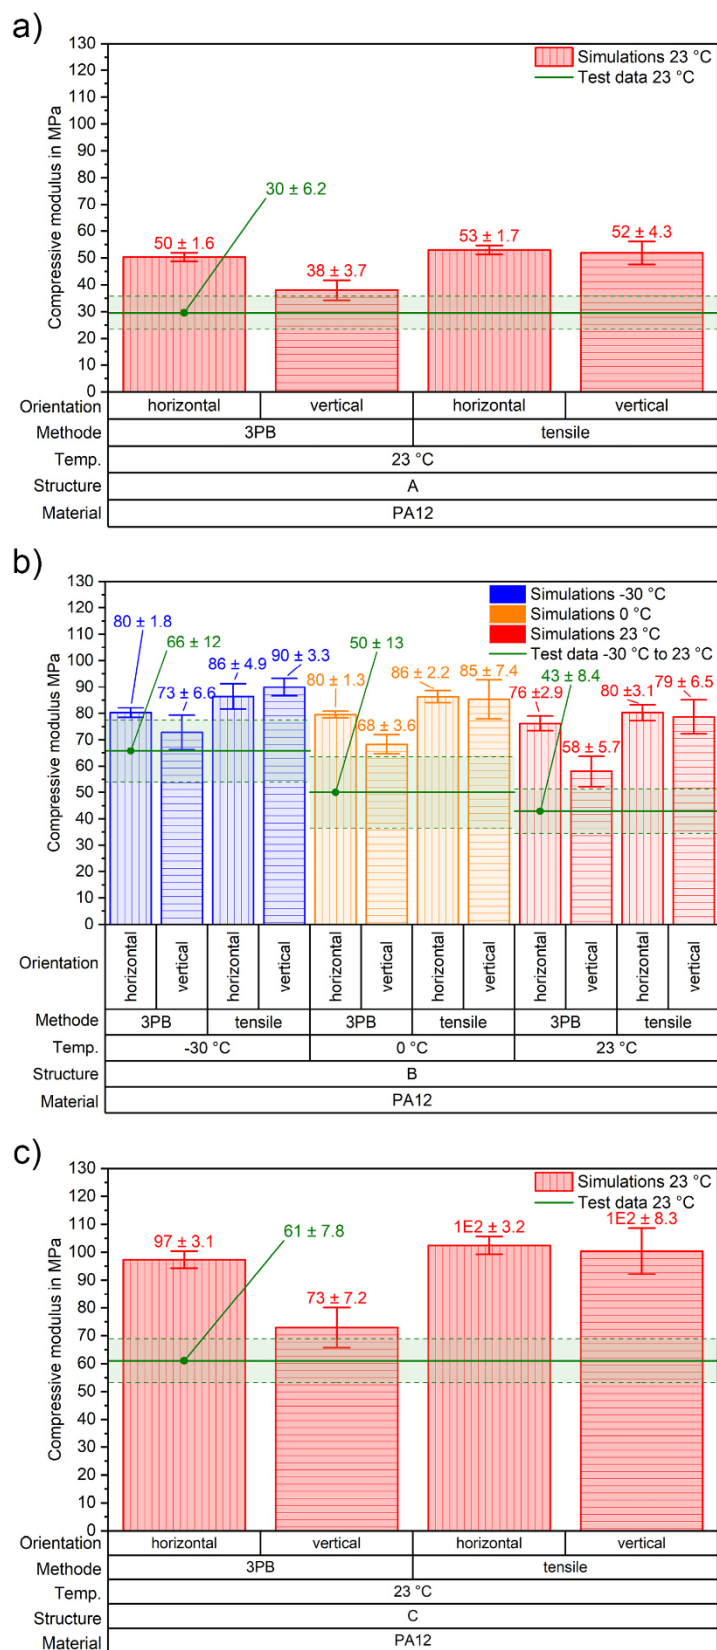 a)
130
120
110
100
90
80
70
60
50
40
30
20
10
0
Compressive modulus in MPa
Simulations 23 °C
Test data 23 °C
30 ± 6.2
50 ± 1.6
38 ± 3.7
53 ± 1.7
52 ± 4.3
Orientation horizontal vertical horizontal vertical
Methode 3PB tensile
Temp. 23 °C
Structure A
Material PA12
b)
130
120
110
100
90
80
70
60
50
40
30
20
10
0
Compressive modulus MPa
Simulations -30 °C
Simulations 0 °C
Simulations 23 °C
Test data -30 °C to 23 °C
80 ± 1.8
66 ± 12
73 ± 6.6
86 ± 4.9
90 ± 3.3
50 ± 13
80 ± 1.3
68 ± 3.6
86 ± 2.2
85 ± 7.4
43 ± 8.4
76 ±2.9
58 ± 5.7
80 ±3.1
79 ± 6.5
Orientation horizontal vertical horizontal vertical horizontal vertical horizontal vertical horizontal vertical horizontal vertical
Methode 3PB tensile 3PB tensile 3PB tensile
Temp. -30 °C 0 °C 23 °C
Structure B
Material PA12
c)
130
120
110
100
90
80
70
60
50
40
30
20
10
0
Compressive modulus in MPa
Simulations 23 °C
Test data 23 °C
61 ± 7.8
97 ± 3.1
73 ± 7.2
1E2 ± 3.2
1E2 ± 8.3
Orientation horizontal vertical horizontal vertical
Methode 3PB tensile
Temp. 23 °C
Structure C
Material PA12